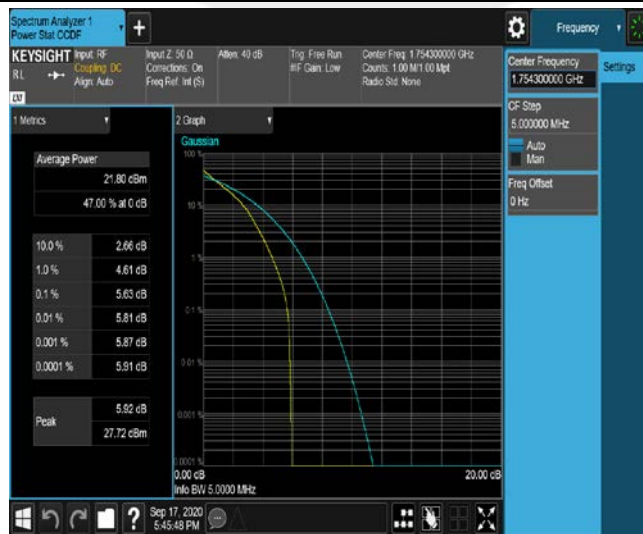 Spectrum Analyzer 1
Power Stat CCDF
+
Frequency
KEYSIGHT
RL
LXI
Input: RF
Coupling: DC
Align: Auto
Input Z: 50 Ω
Corrections: On
Freq Ref: Int (S)
Atten: 40 dB
Trig: Free Run
#IF Gain: Low
Center Freq: 1.754300000 GHz
Counts: 1.00 M/1.00 Mpt
Radio Std: None
Center Frequency
1.754300000 GHz
Settings
CF Step
5.000000 MHz
Auto
Man
Freq Offset
0 Hz
1 Metrics
Average Power
21.80 dBm
47.00 % at 0 dB
10.0 % 2.66 dB
1.0 % 4.61 dB
0.1 % 5.63 dB
0.01 % 5.81 dB
0.001 % 5.87 dB
0.0001 % 5.91 dB
Peak
5.92 dB
27.72 dBm
2 Graph
Gaussian
100 %
10 %
1 %
0.1 %
0.01 %
0.001 %
0.0001 %
0.00 dB
20.00 dB
Info BW 5.0000 MHz
?
Sep 17, 2020
5:45:48 PM